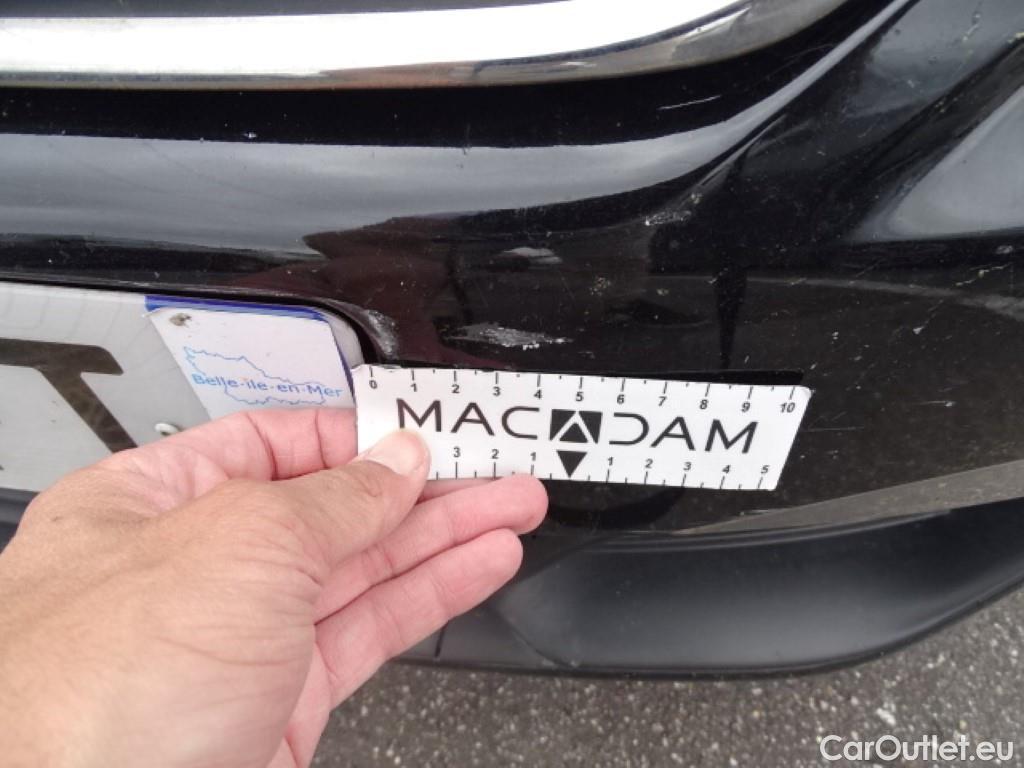 T
Belle-ile-en-Mer
0 1 2 3 4 5 6 7 8 9 10
MACADAM
3 2 1 1 2 3 4 5
CarOutlet.eu